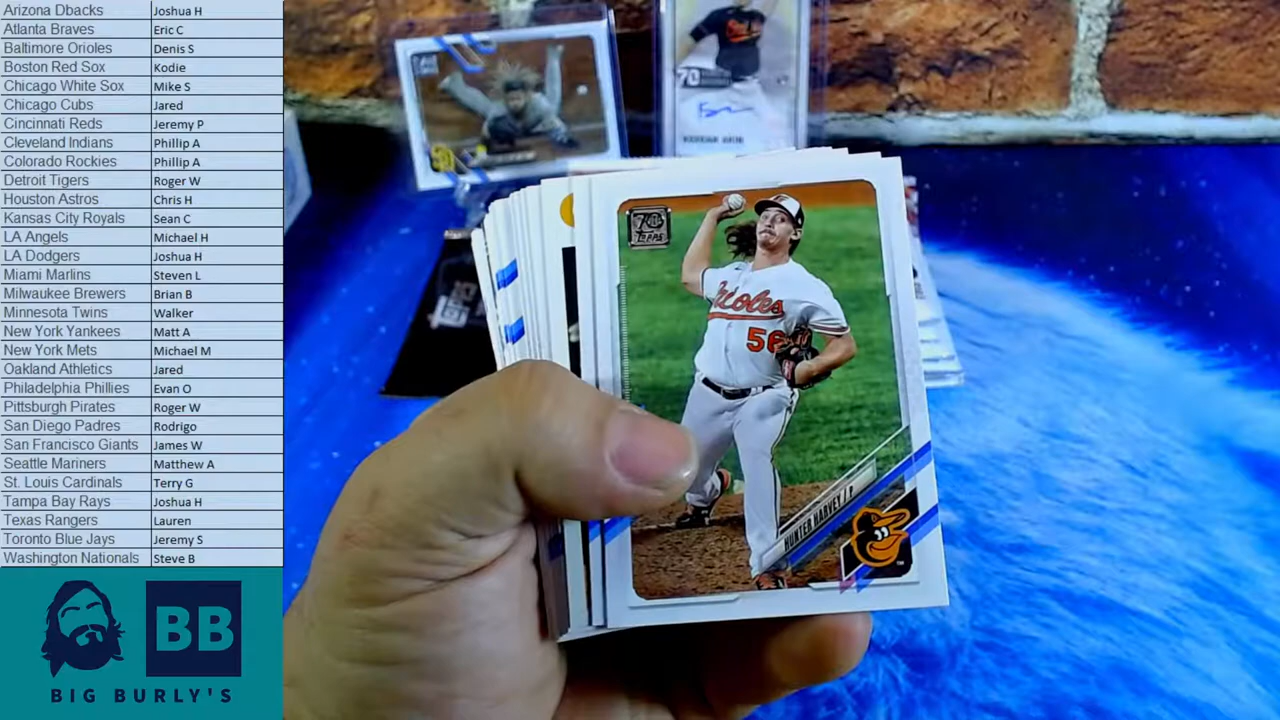 Arizona Dbacks Joshua H
Atlanta Braves Eric C
Baltimore Orioles Denis S
Boston Red Sox Kodie
Chicago White Sox Mike S
Chicago Cubs Jared
Cincinnati Reds Jeremy P
Cleveland Indians Phillip A
Colorado Rockies Phillip A
Detroit Tigers Roger W
Houston Astros Chris H
Kansas City Royals Sean C
LA Angels Michael H
LA Dodgers Joshua H
Miami Marlins Steven L
Milwaukee Brewers Brian B
Minnesota Twins Walker
New York Yankees Matt A
New York Mets Michael M
Oakland Athletics Jared
Philadelphia Phillies Evan O
Pittsburgh Pirates Roger W
San Diego Padres Rodrigo
San Francisco Giants James W
Seattle Mariners Matthew A
St. Louis Cardinals Terry G
Tampa Bay Rays Joshua H
Texas Rangers Lauren
Toronto Blue Jays Jeremy S
Washington Nationals Steve B
BB
BIG BURLY'S
70
TOPPS
Orioles
56
HUNTER HARVEY / P
70